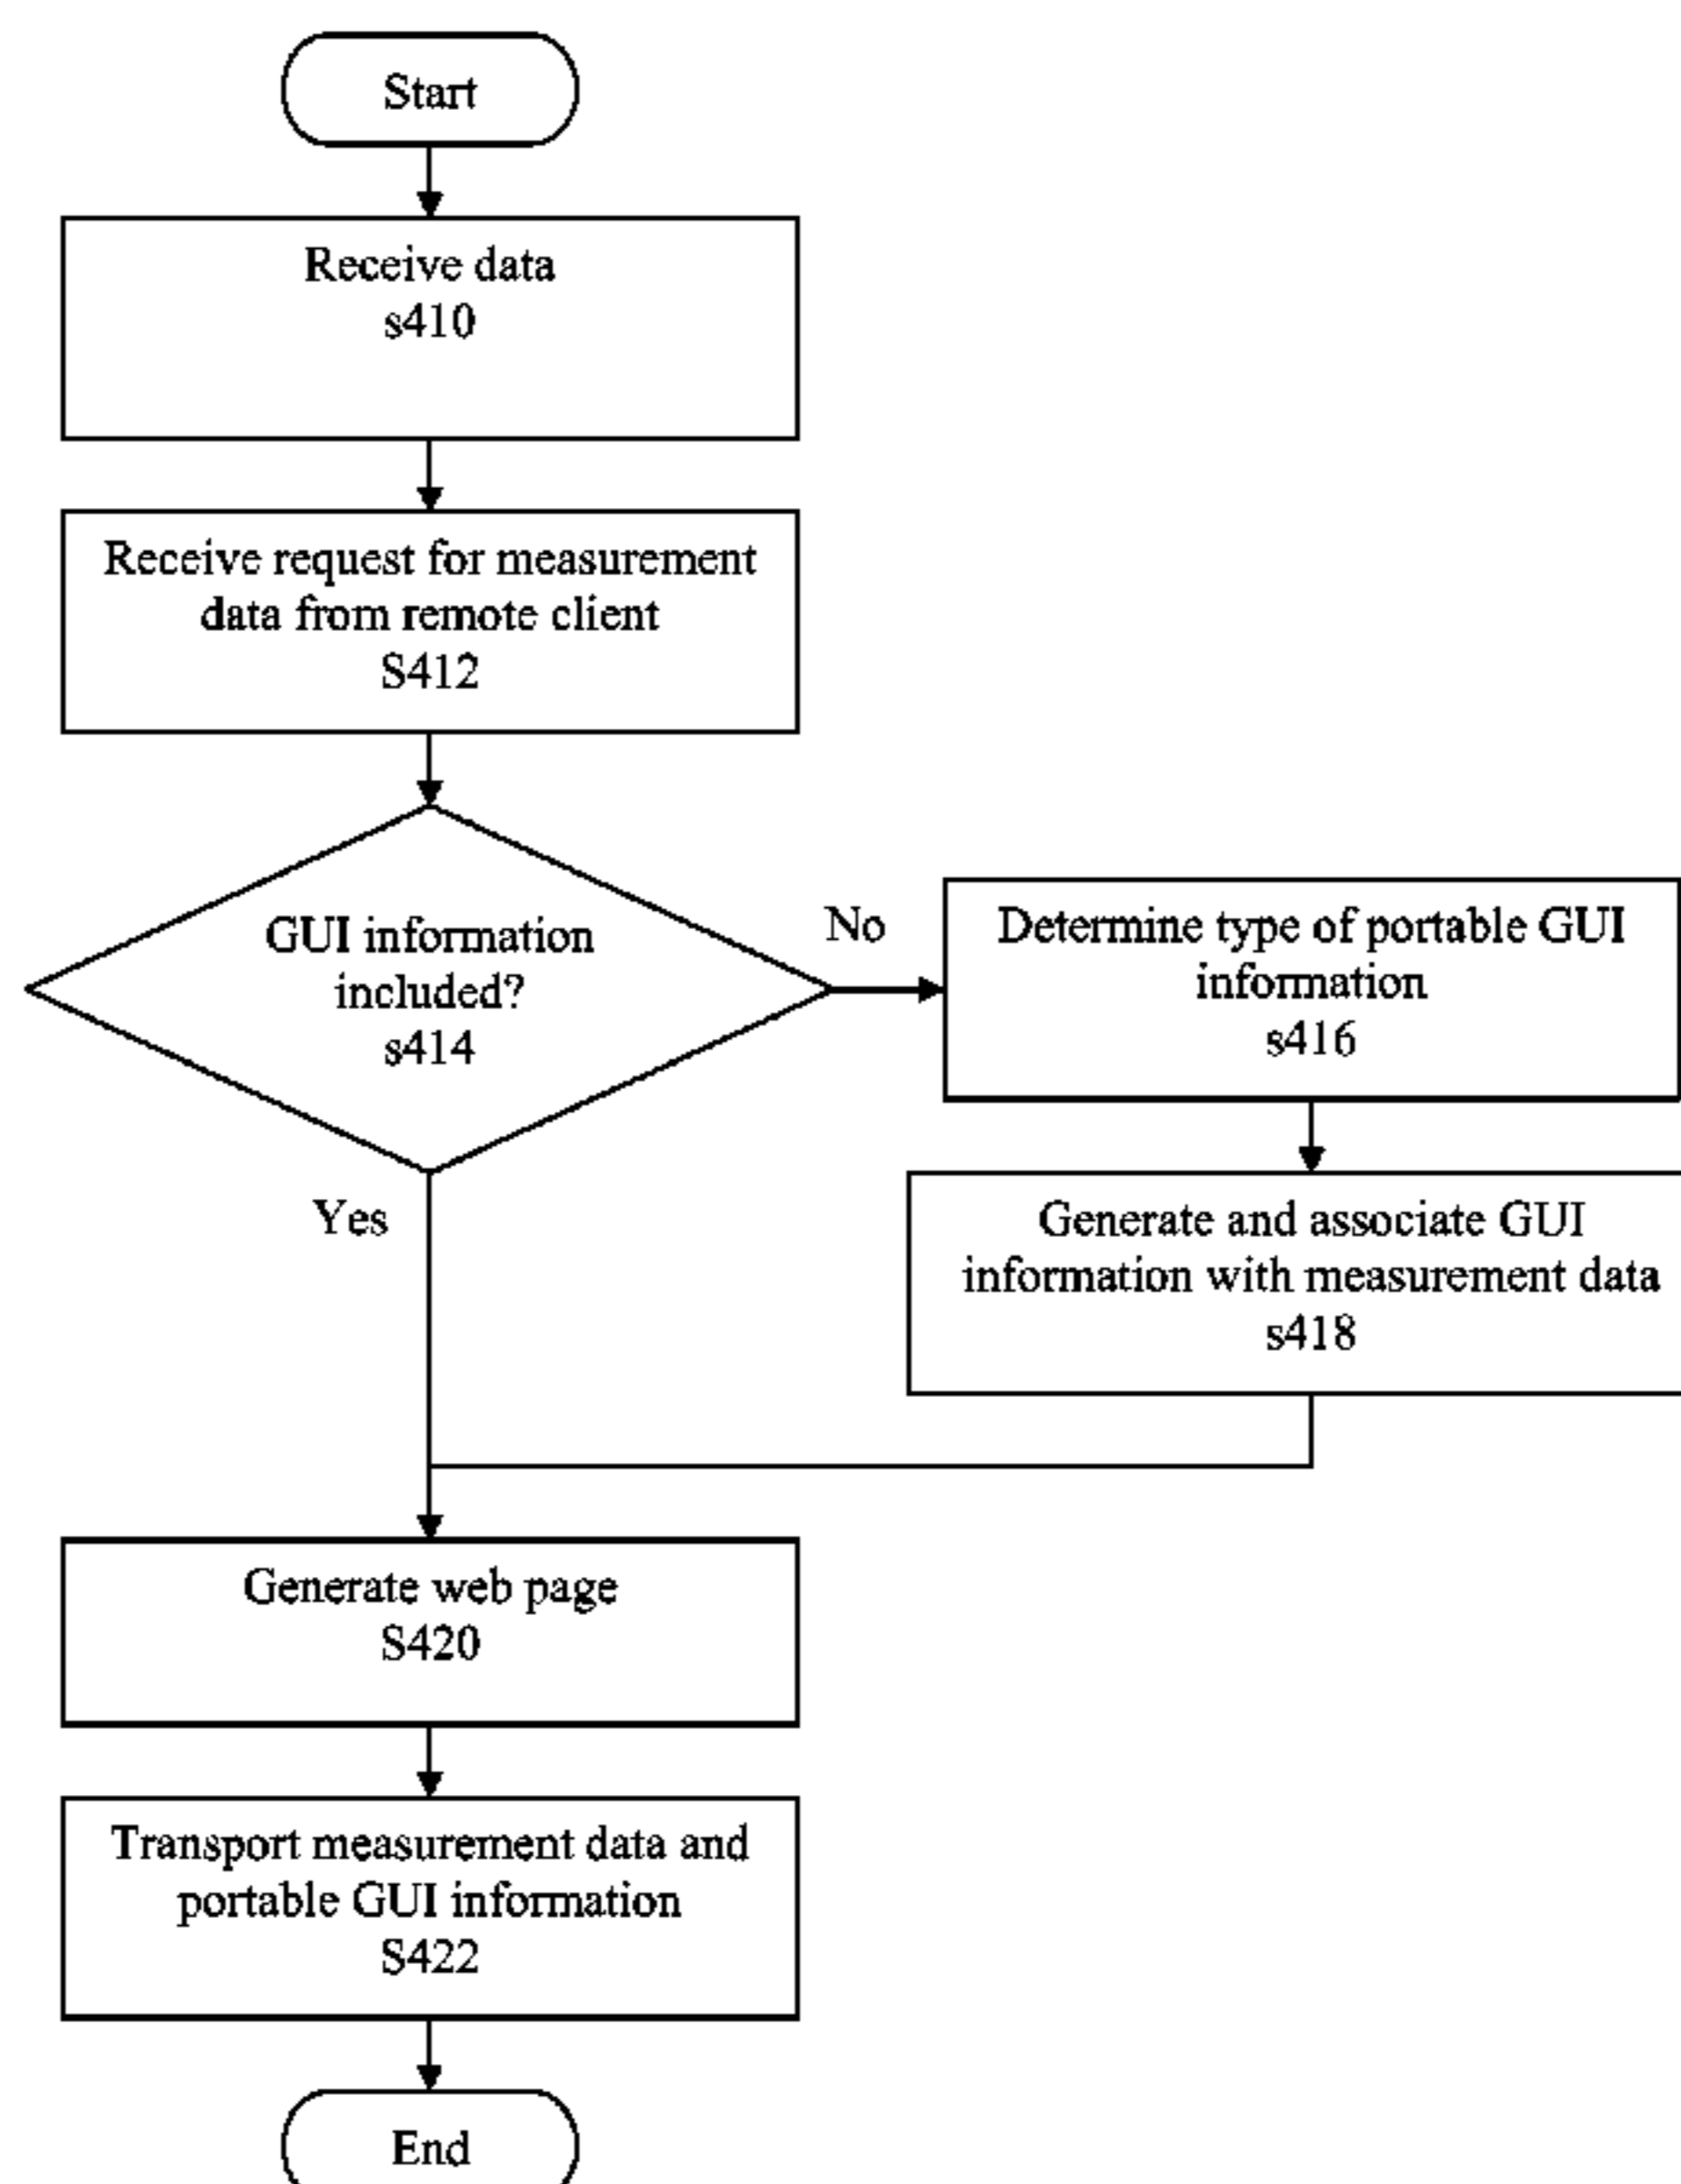 Start
Receive data
s410
Receive request for measurement
data from remote client
S412
GUI information
included?
s414
No
Determine type of portable GUI
information
s416
Yes
Generate and associate GUI
information with measurement data
s418
Generate web page
S420
Transport measurement data and
portable GUI information
S422
End